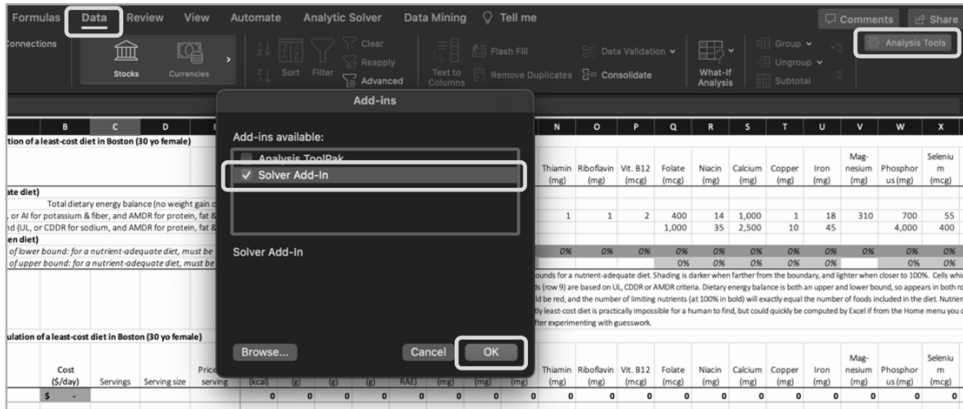 Formulas Data Review View Automate Analytic Solver Data Mining Tell me Comments Share
Connections Stocks Currencies Sort Filter Clear Reapply Advanced Text to Columns Flash Fill Remove Duplicates Data Validation Consolidate What-If Analysis Group Ungroup Subtotal Analysis Tools
Add-ins
Add-ins available:
Analysis ToolPak
Solver Add-In
Solver Add-In
Browse... Cancel OK
B C D N O P Q R S T U V W X
tion of a least-cost diet in Boston (30 yo female)
Thiamin (mg) Riboflavin (mg) Vit. B12 (mcg) Folate (mcg) Niacin (mg) Calcium (mg) Copper (mg) Iron (mg) Mag-nesium (mg) Phosphor us (mg) Seleniu m (mcg)
ate diet)
Total dietary energy balance (no weight gain
, or AI for potassium & fiber, and AMDR for protein, fat & 1 1 2 400 14 1,000 1 18 310 700 55
nd (UL, or CDDR for sodium, and AMDR for protein, fat & 1,000 35 2,500 10 45 4,000 400
en diet)
of lower bound: for a nutrient-adequate diet, must be 0% 0% 0% 0% 0% 0% 0% 0% 0% 0% 0%
of upper bound: for a nutrient-adequate diet, must be 0% 0% 0% 0% 0% 0% 0%
ounds for a nutrient-adequate diet. Shading is darker when farther from the boundary, and lighter when closer to 100%. Cells whi
s (row 9) are based on UL, CDDR or AMDR criteria. Dietary energy balance is both an upper and lower bound, so appears in both ro
ld be red, and the number of limiting nutrients (at 100% in bold) will exactly equal the number of foods included in the diet. Nutrien
tly least-cost diet is practically impossible for a human to find, but could quickly be computed by Excel if from the Home menu you c
fter experimenting with guesswork.
ulation of a least-cost diet in Boston (30 yo female)
Cost ($/day) Servings Serving size Price serving (kcal) (g) (g) (g) RAE) (mg) (mg) (mg) Thiamin (mg) Riboflavin (mg) Vit. B12 (mcg) Folate (mcg) Niacin (mg) Calcium (mg) Copper (mg) Iron (mg) Mag-nesium (mg) Phosphor us (mg) Seleniu m (mcg)
$ - 0 0 0 0 0 0 0 0 0 0 0 0 0 0 0 0 0 0 0